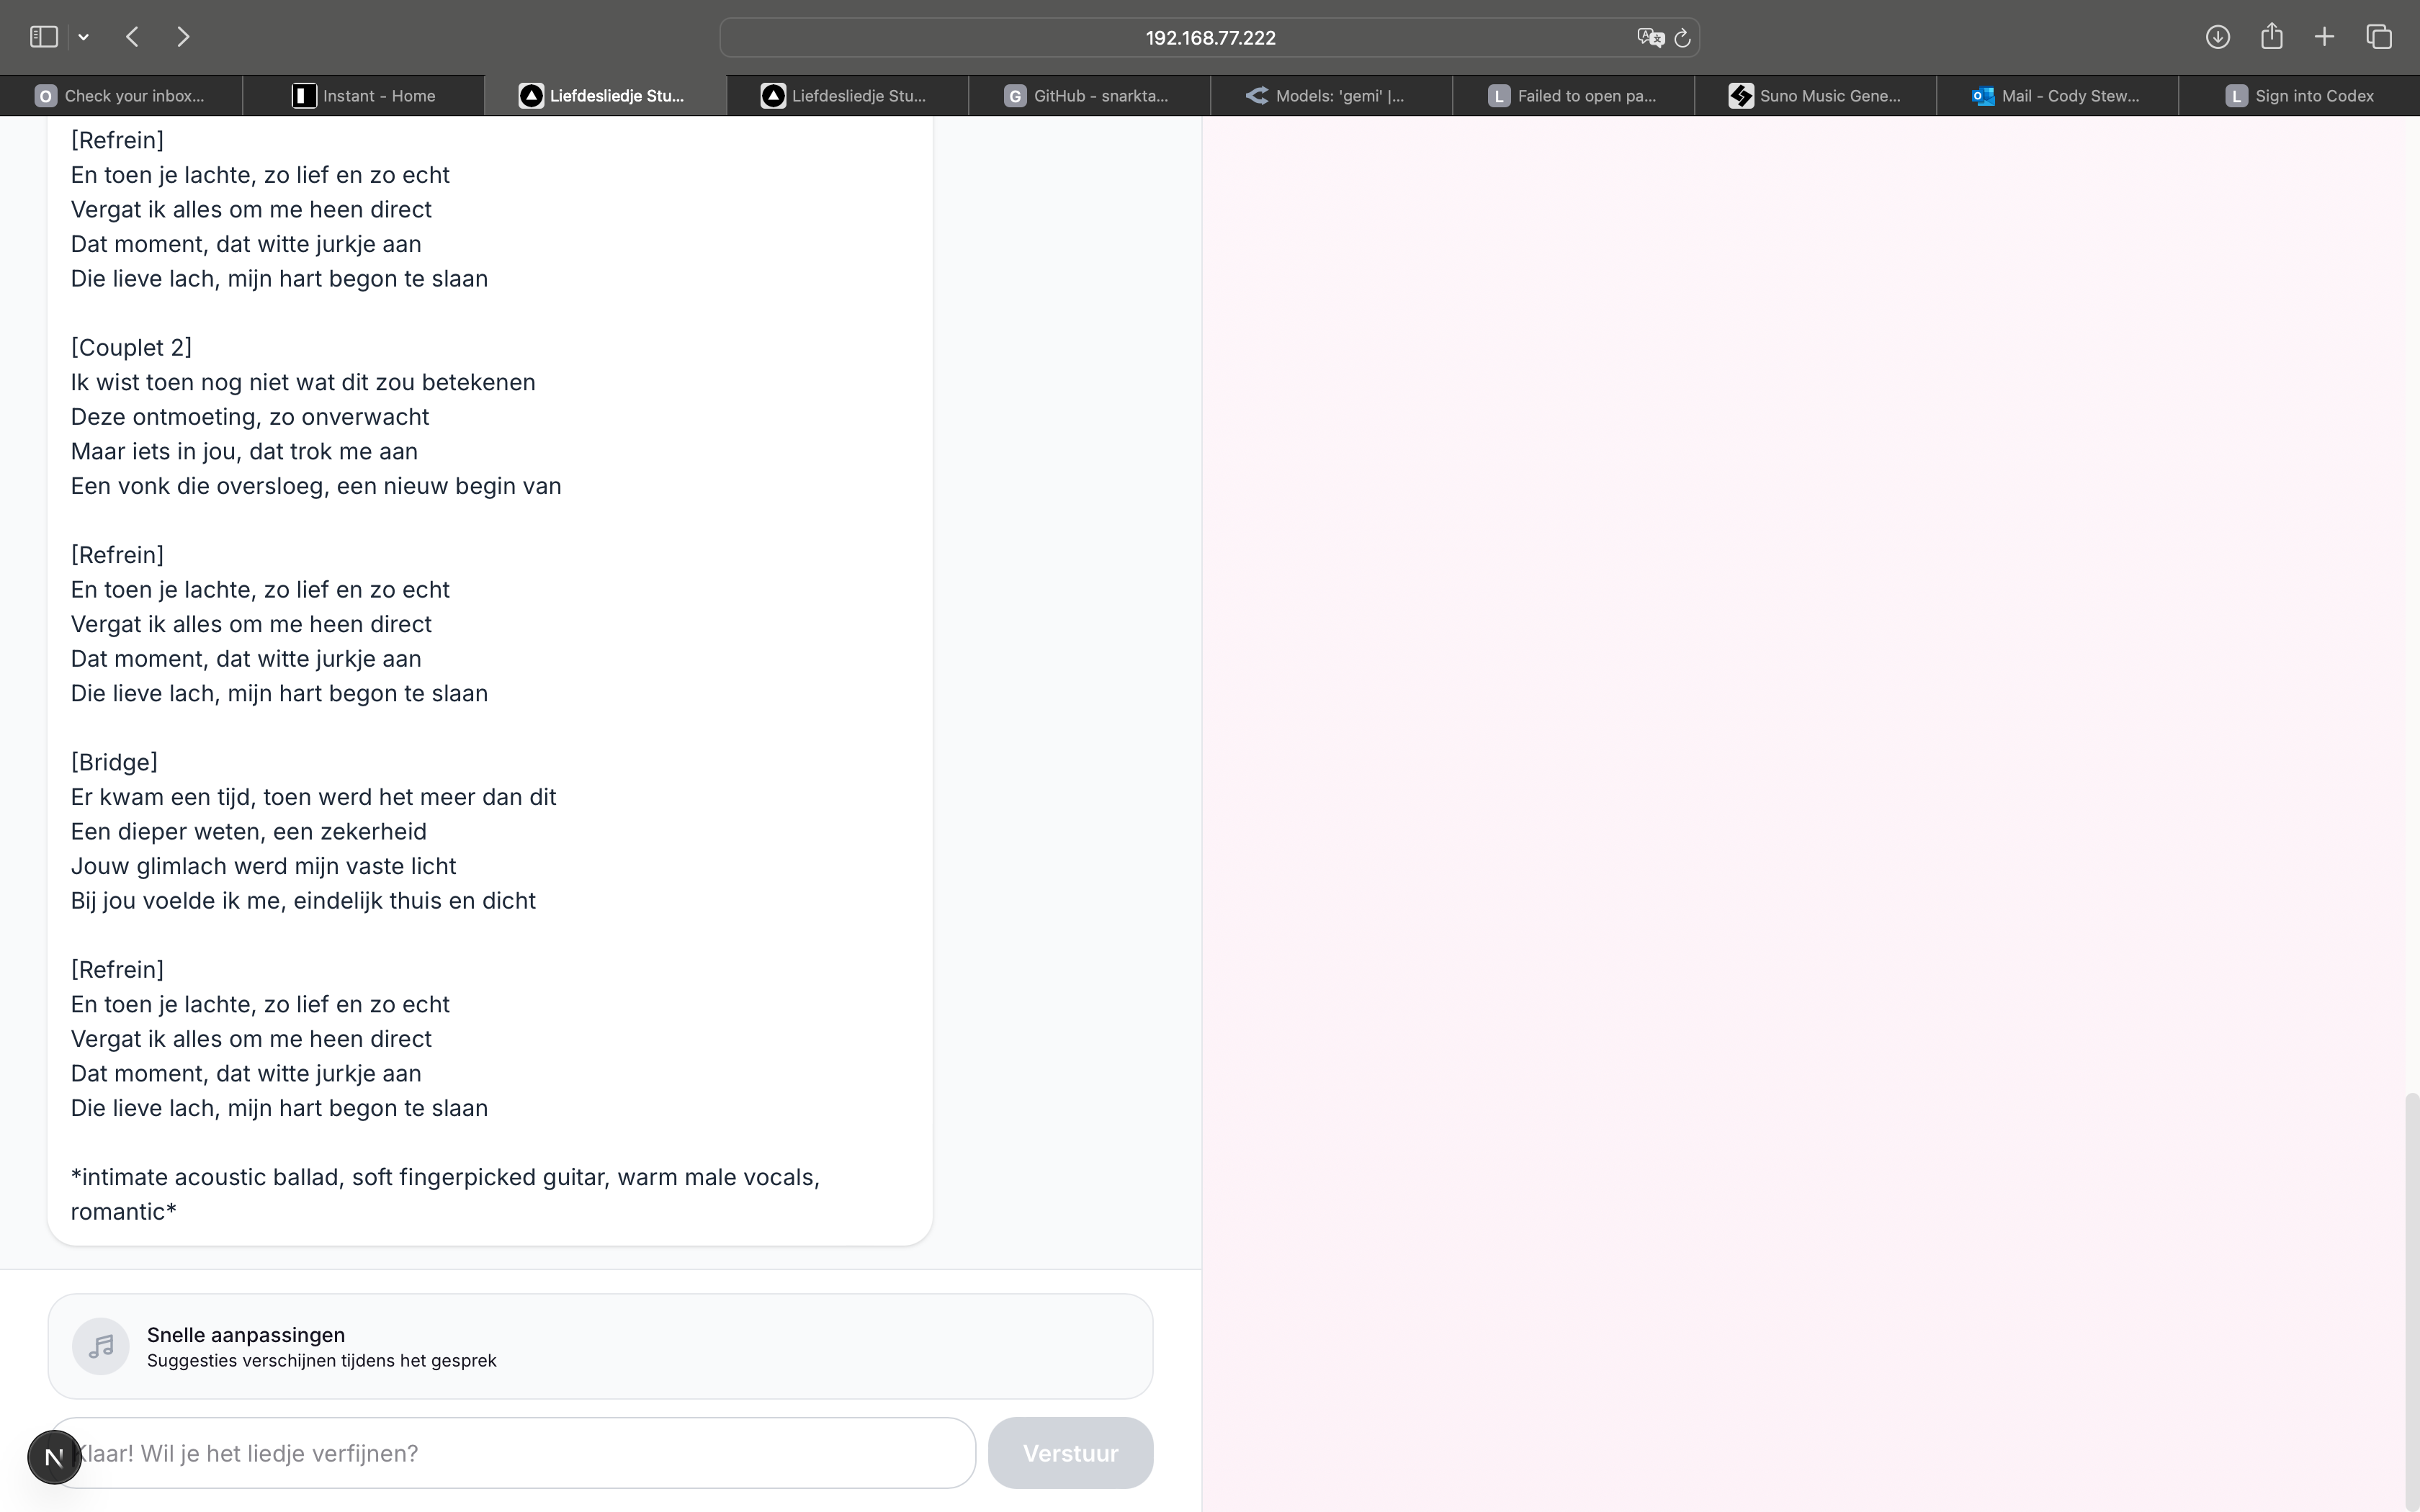 192.168.77.222
O Check your inbox...
Instant - Home
Liefdesliedje Stu...
Liefdesliedje Stu...
G GitHub - snarkta...
Models: 'gemi' |...
L Failed to open pa...
Suno Music Gene...
Mail - Cody Stew...
L Sign into Codex
[Refrein]
En toen je lachte, zo lief en zo echt
Vergat ik alles om me heen direct
Dat moment, dat witte jurkje aan
Die lieve lach, mijn hart begon te slaan
[Couplet 2]
Ik wist toen nog niet wat dit zou betekenen
Deze ontmoeting, zo onverwacht
Maar iets in jou, dat trok me aan
Een vonk die oversloeg, een nieuw begin van
[Refrein]
En toen je lachte, zo lief en zo echt
Vergat ik alles om me heen direct
Dat moment, dat witte jurkje aan
Die lieve lach, mijn hart begon te slaan
[Bridge]
Er kwam een tijd, toen werd het meer dan dit
Een dieper weten, een zekerheid
Jouw glimlach werd mijn vaste licht
Bij jou voelde ik me, eindelijk thuis en dicht
[Refrein]
En toen je lachte, zo lief en zo echt
Vergat ik alles om me heen direct
Dat moment, dat witte jurkje aan
Die lieve lach, mijn hart begon te slaan
*intimate acoustic ballad, soft fingerpicked guitar, warm male vocals,
romantic*
Snelle aanpassingen
Suggesties verschijnen tijdens het gesprek
N
Klaar! Wil je het liedje verfijnen?
Verstuur